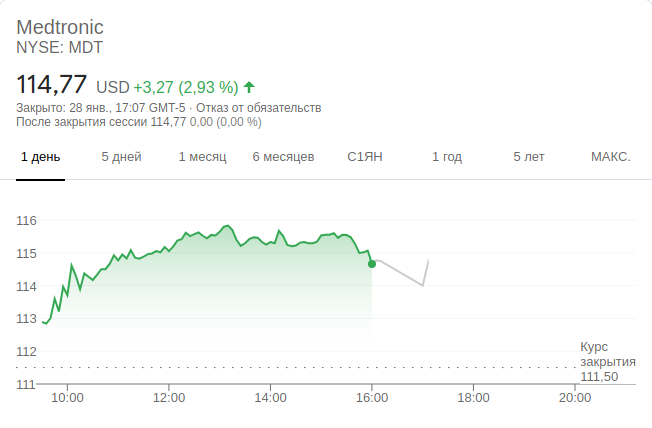 Medtronic
NYSE: MDT
114,77 USD +3,27 (2,93 %)
Закрыто: 28 янв., 17:07 GMT-5 · Отказ от обязательств
После закрытия сессии 114,77 0,00 (0,00 %)
1 день 5 дней 1 месяц 6 месяцев С1ЯН 1 год 5 лет МАКС.
116
115
114
113
112
111
Курс
закрытия
111,50
10:00 12:00 14:00 16:00 18:00 20:00